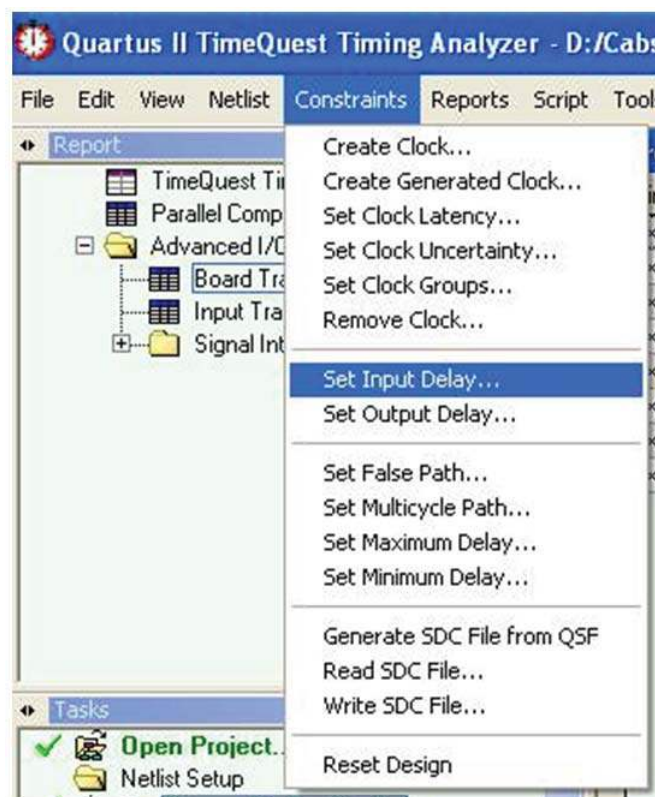 Quartus II TimeQuest Timing Analyzer - D:/Cabs
File Edit View Netlist Constraints Reports Script Tool
Report
TimeQuest Ti
Parallel Comp
Advanced I/O
Board Tra
Input Tra
Signal Int
Create Clock...
Create Generated Clock...
Set Clock Latency...
Set Clock Uncertainty...
Set Clock Groups...
Remove Clock...
Set Input Delay...
Set Output Delay...
Set False Path...
Set Multicycle Path...
Set Maximum Delay...
Set Minimum Delay...
Generate SDC File from QSF
Read SDC File...
Write SDC File...
Reset Design
Tasks
Open Project..
Netlist Setup